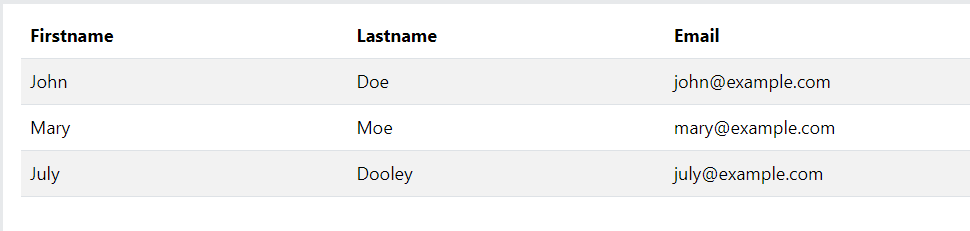 Firstname Lastname Email
John Doe john@example.com
Mary Moe mary@example.com
July Dooley july@example.com